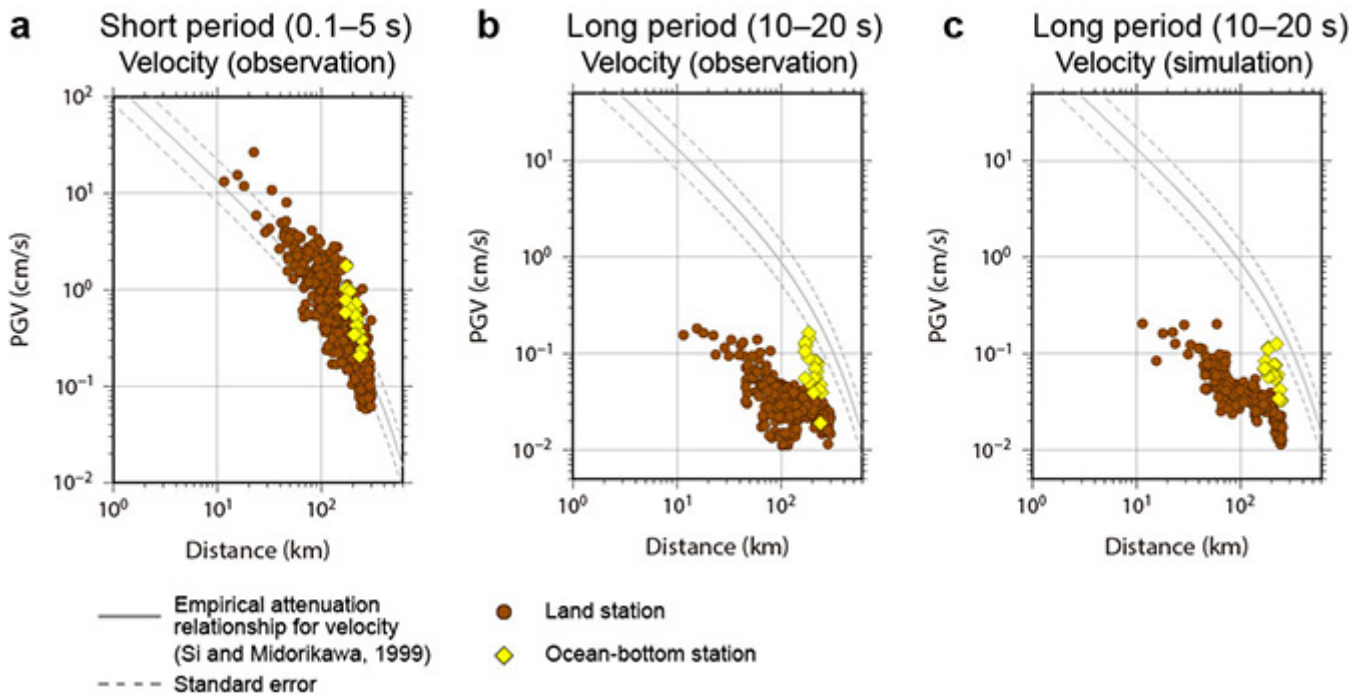 a Short period (0.1–5 s)
Velocity (observation)
b Long period (10–20 s)
Velocity (observation)
c Long period (10–20 s)
Velocity (simulation)
10²
10¹
10⁰
10⁻¹
10⁻²
PGV (cm/s)
10⁰ 10¹ 10²
Distance (km)
10¹
10⁰
10⁻¹
10⁻²
PGV (cm/s)
10⁰ 10¹ 10²
Distance (km)
10¹
10⁰
10⁻¹
10⁻²
PGV (cm/s)
10⁰ 10¹ 10²
Distance (km)
Empirical attenuation
relationship for velocity
(Si and Midorikawa, 1999)
Standard error
Land station
Ocean-bottom station